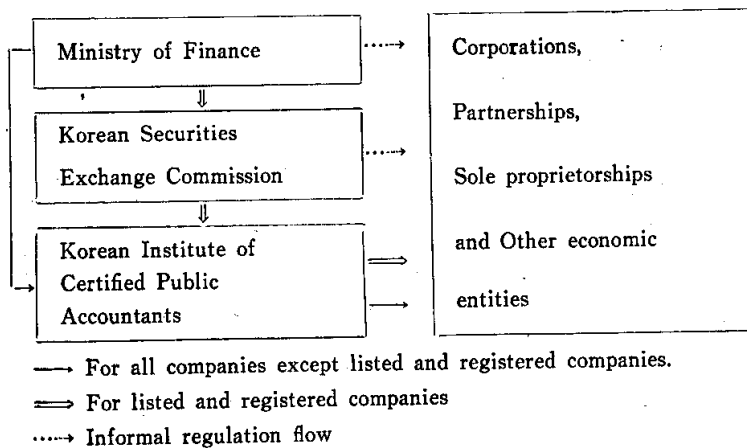 Ministry of Finance
Korean Securities
Exchange Commission
Korean Institute of
Certified Public
Accountants
Corporations,
Partnerships,
Sole proprietorships
and Other economic
entities
For all companies except listed and registered companies.
For listed and registered companies
Informal regulation flow